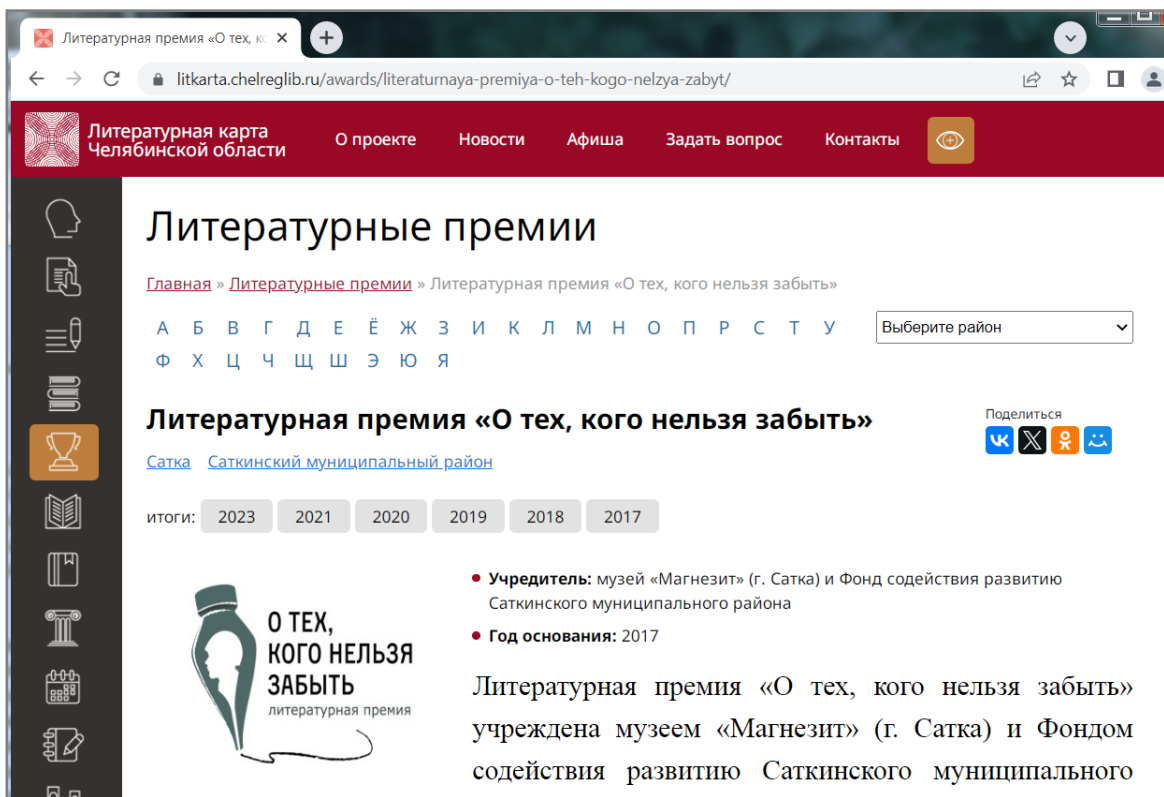 Литературная премия «О тех, ко
litkarta.chelreglib.ru/awards/literaturnaya-premiya-o-teh-kogo-nelzya-zabyt/
Литературная карта
Челябинской области
О проекте Новости Афиша Задать вопрос Контакты
Литературные премии
Главная » Литературные премии » Литературная премия «О тех, кого нельзя забыть»
А Б В Г Д Е Ё Ж З И К Л М Н О П Р С Т У
Ф Х Ц Ч Щ Ш Э Ю Я
Выберите район
Литературная премия «О тех, кого нельзя забыть»
Поделиться
Сатка Саткинский муниципальный район
итоги: 2023 2021 2020 2019 2018 2017
О ТЕХ,
КОГО НЕЛЬЗЯ
ЗАБЫТЬ
литературная премия
Учредитель: музей «Магнезит» (г. Сатка) и Фонд содействия развитию
Саткинского муниципального района
Год основания: 2017
Литературная премия «О тех, кого нельзя забыть»
учреждена музеем «Магнезит» (г. Сатка) и Фондом
содействия развитию Саткинского муниципального